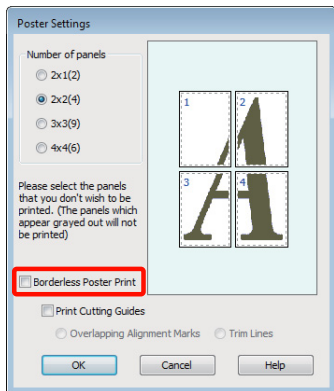 Poster Settings
Number of panels
2x1(2)
2x2(4)
3x3(9)
4x4(6)
1 2
3 4
Please select the panels
that you don't wish to be
printed. (The panels which
appear grayed out will not
be printed)
Borderless Poster Print
Print Cutting Guides
Overlapping Alignment Marks Trim Lines
OK Cancel Help